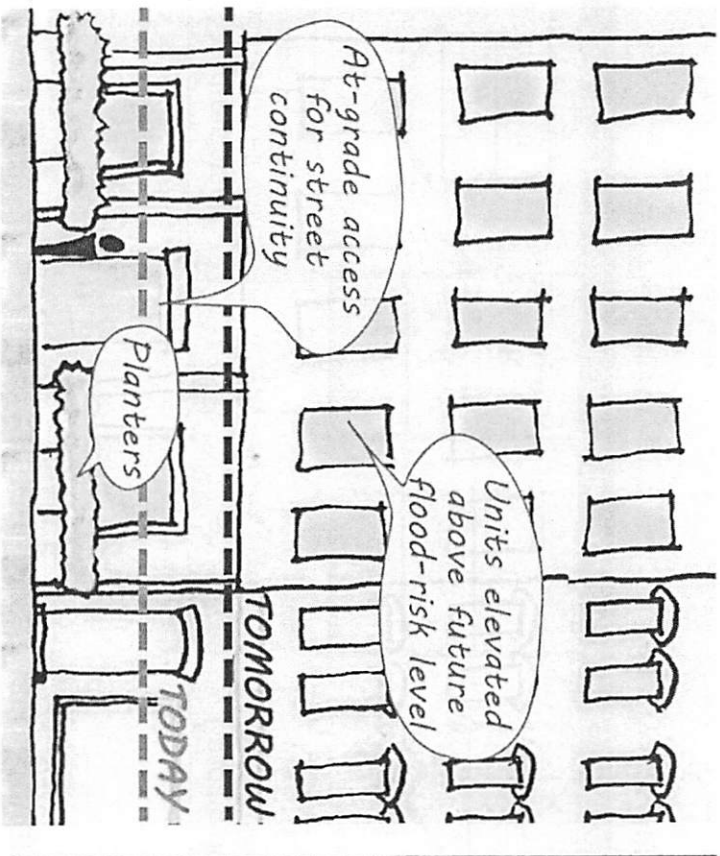 Units elevated
above future
flood-risk level
At-grade access
for street
continuity
TOMORROW
TODAY
Planters